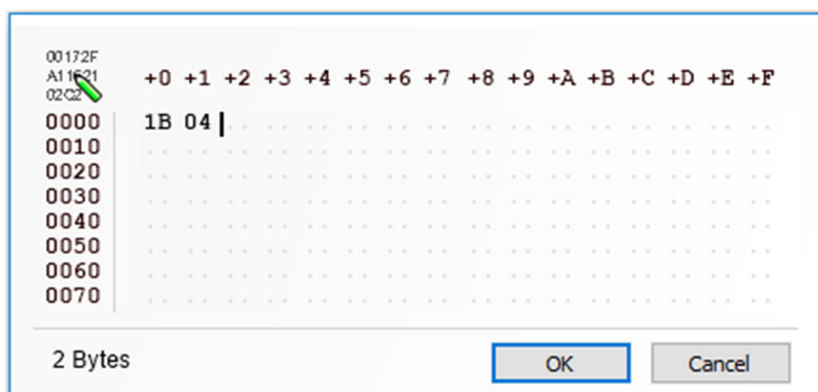 00172F
02C2
+0 +1 +2 +3 +4 +5 +6 +7 +8 +9 +A +B +C +D +E +F
0000 1B 04
0010
0020
0030
0040
0050
0060
0070
2 Bytes
OK Cancel